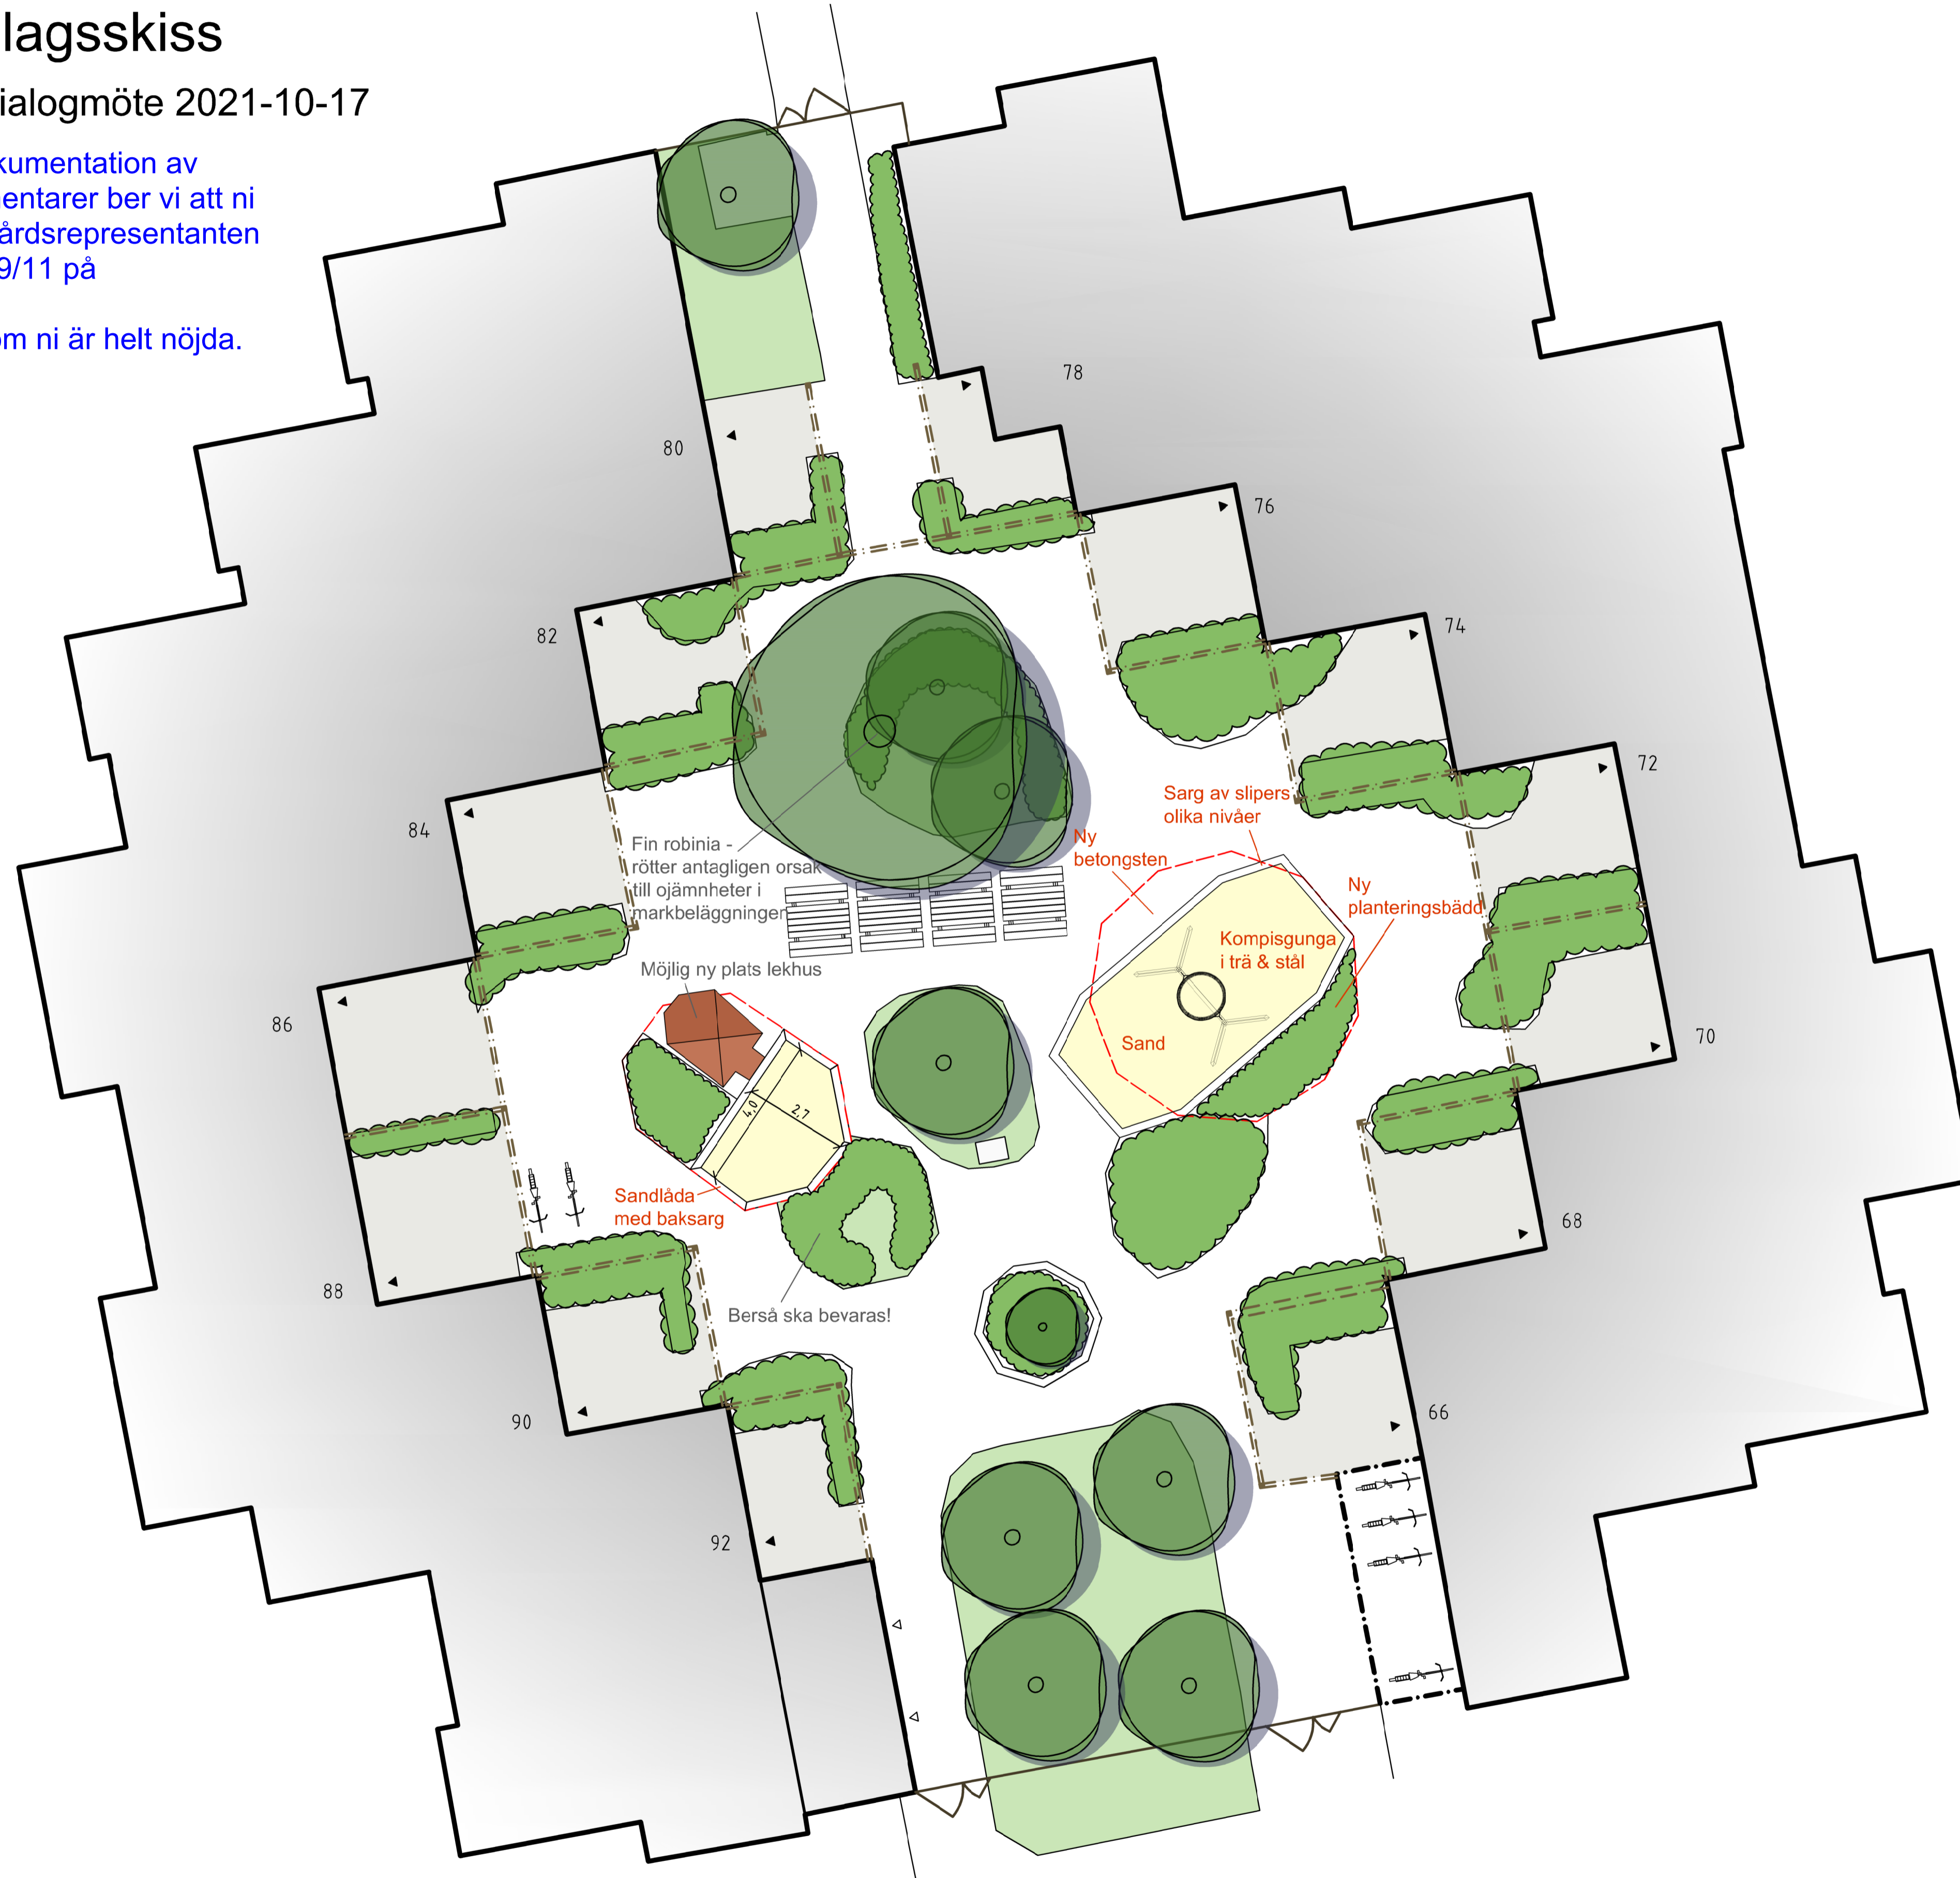 lagsskiss
ialogmöte 2021-10-17
kumentation av
nentarer ber vi att ni
årdsrepresentanten
9/11 på
om ni är helt nöjda.
78
80
76
82
74
72
84
Sarg av slipers
olika nivåer
Ny
betongsten
Fin robinia -
rötter antagligen orsak
till ojämnheter i
markbeläggningen
Ny
planteringsbädd
Kompisgunga
i trä & stål
Möjlig ny plats lekhus
86
Sand
70
4,0
2,7
Sandlåda
med baksarg
68
88
Berså ska bevaras!
90
66
92